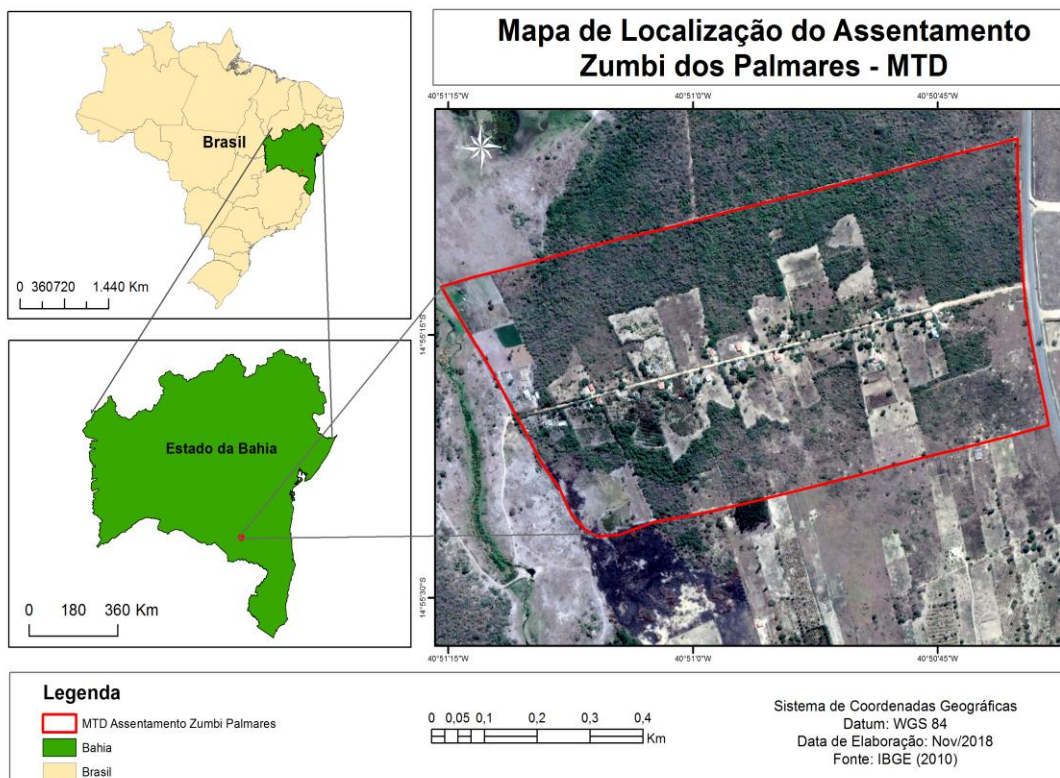 Mapa de Localização do Assentamento
Zumbi dos Palmares - MTD
Brasil
0 360720 1.440 Km
Estado da Bahia
0 180 360 Km
40°51'15"W 40°51'0"W 40°50'45"W
14°55'15"S
14°55'30"S
40°51'15"W 40°51'0"W 40°50'45"W
Legenda
MTD Assentamento Zumbi Palmares
Bahia
Brasil
0 0,05 0,1 0,2 0,3 0,4
Km
Sistema de Coordenadas Geográficas
Datum: WGS 84
Data de Elaboração: Nov/2018
Fonte: IBGE (2010)